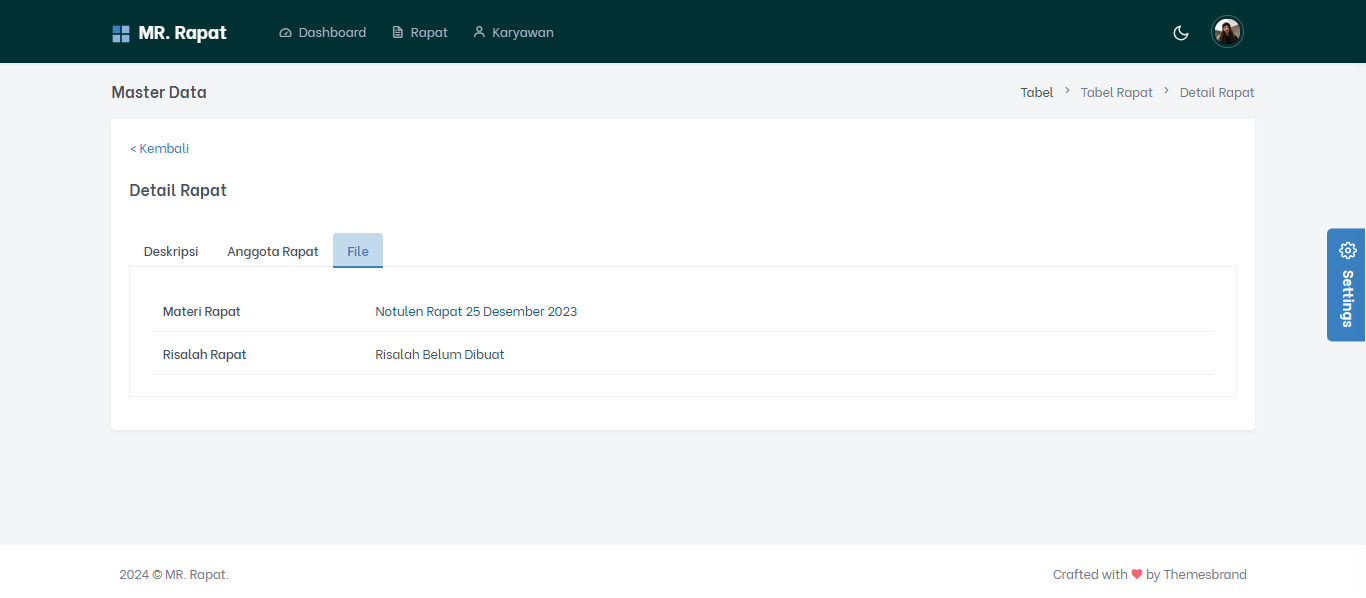 MR. Rapat Dashboard Rapat Karyawan
Master Data Tabel > Tabel Rapat > Detail Rapat
< Kembali
Detail Rapat
Deskripsi Anggota Rapat File
Materi Rapat Notulen Rapat 25 Desember 2023
Risalah Rapat Risalah Belum Dibuat
Settings
2024 © MR. Rapat. Crafted with ❤ by Themesbrand